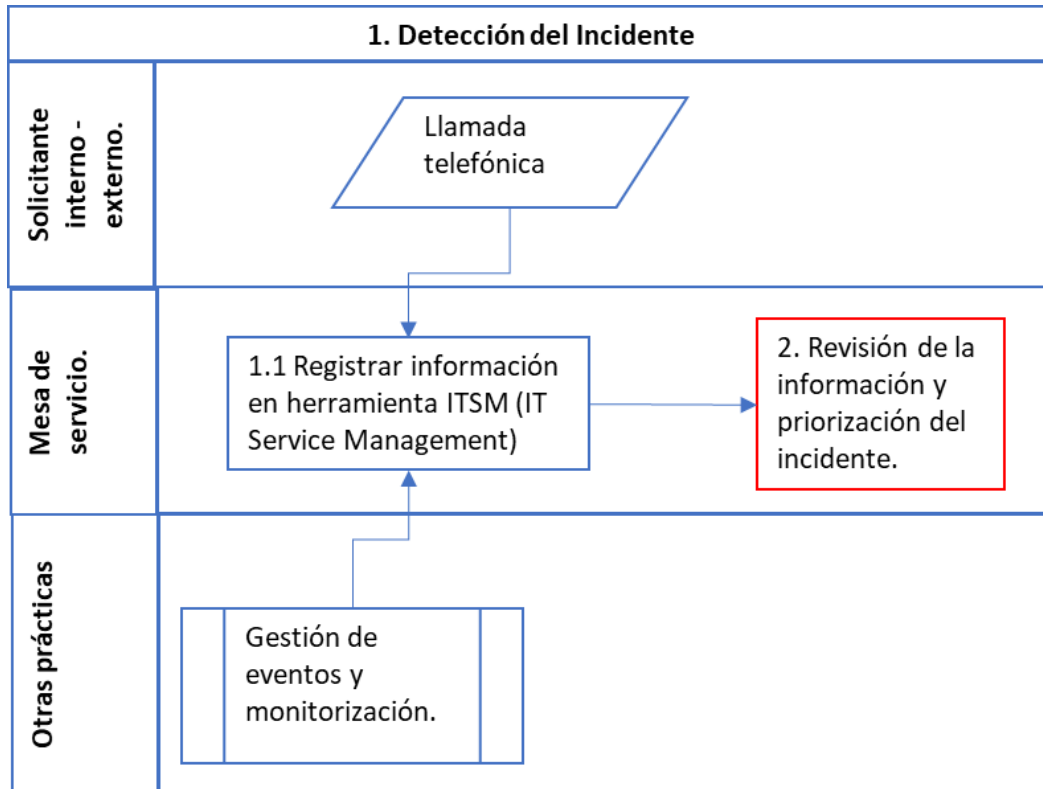 1. Detección del Incidente
Solicitante
interno -
externo.
Llamada
telefónica
Mesa de
servicio.
1.1 Registrar información
en herramienta ITSM (IT
Service Management)
2. Revisión de la
información y
priorización del
incidente.
Otras prácticas
Gestión de
eventos y
monitorización.